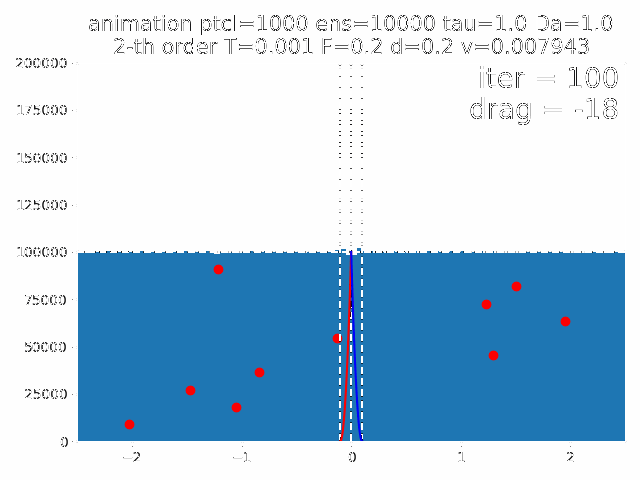 animation ptcl=1000 ens=10000 tau=1.0 Da=1.0
2-th order T=0.001 F=0.2 d=0.2 v=0.007943
iter = 100
drag = -18
200000
175000
150000
125000
100000
75000
50000
25000
0
−2 −1 0 1 2